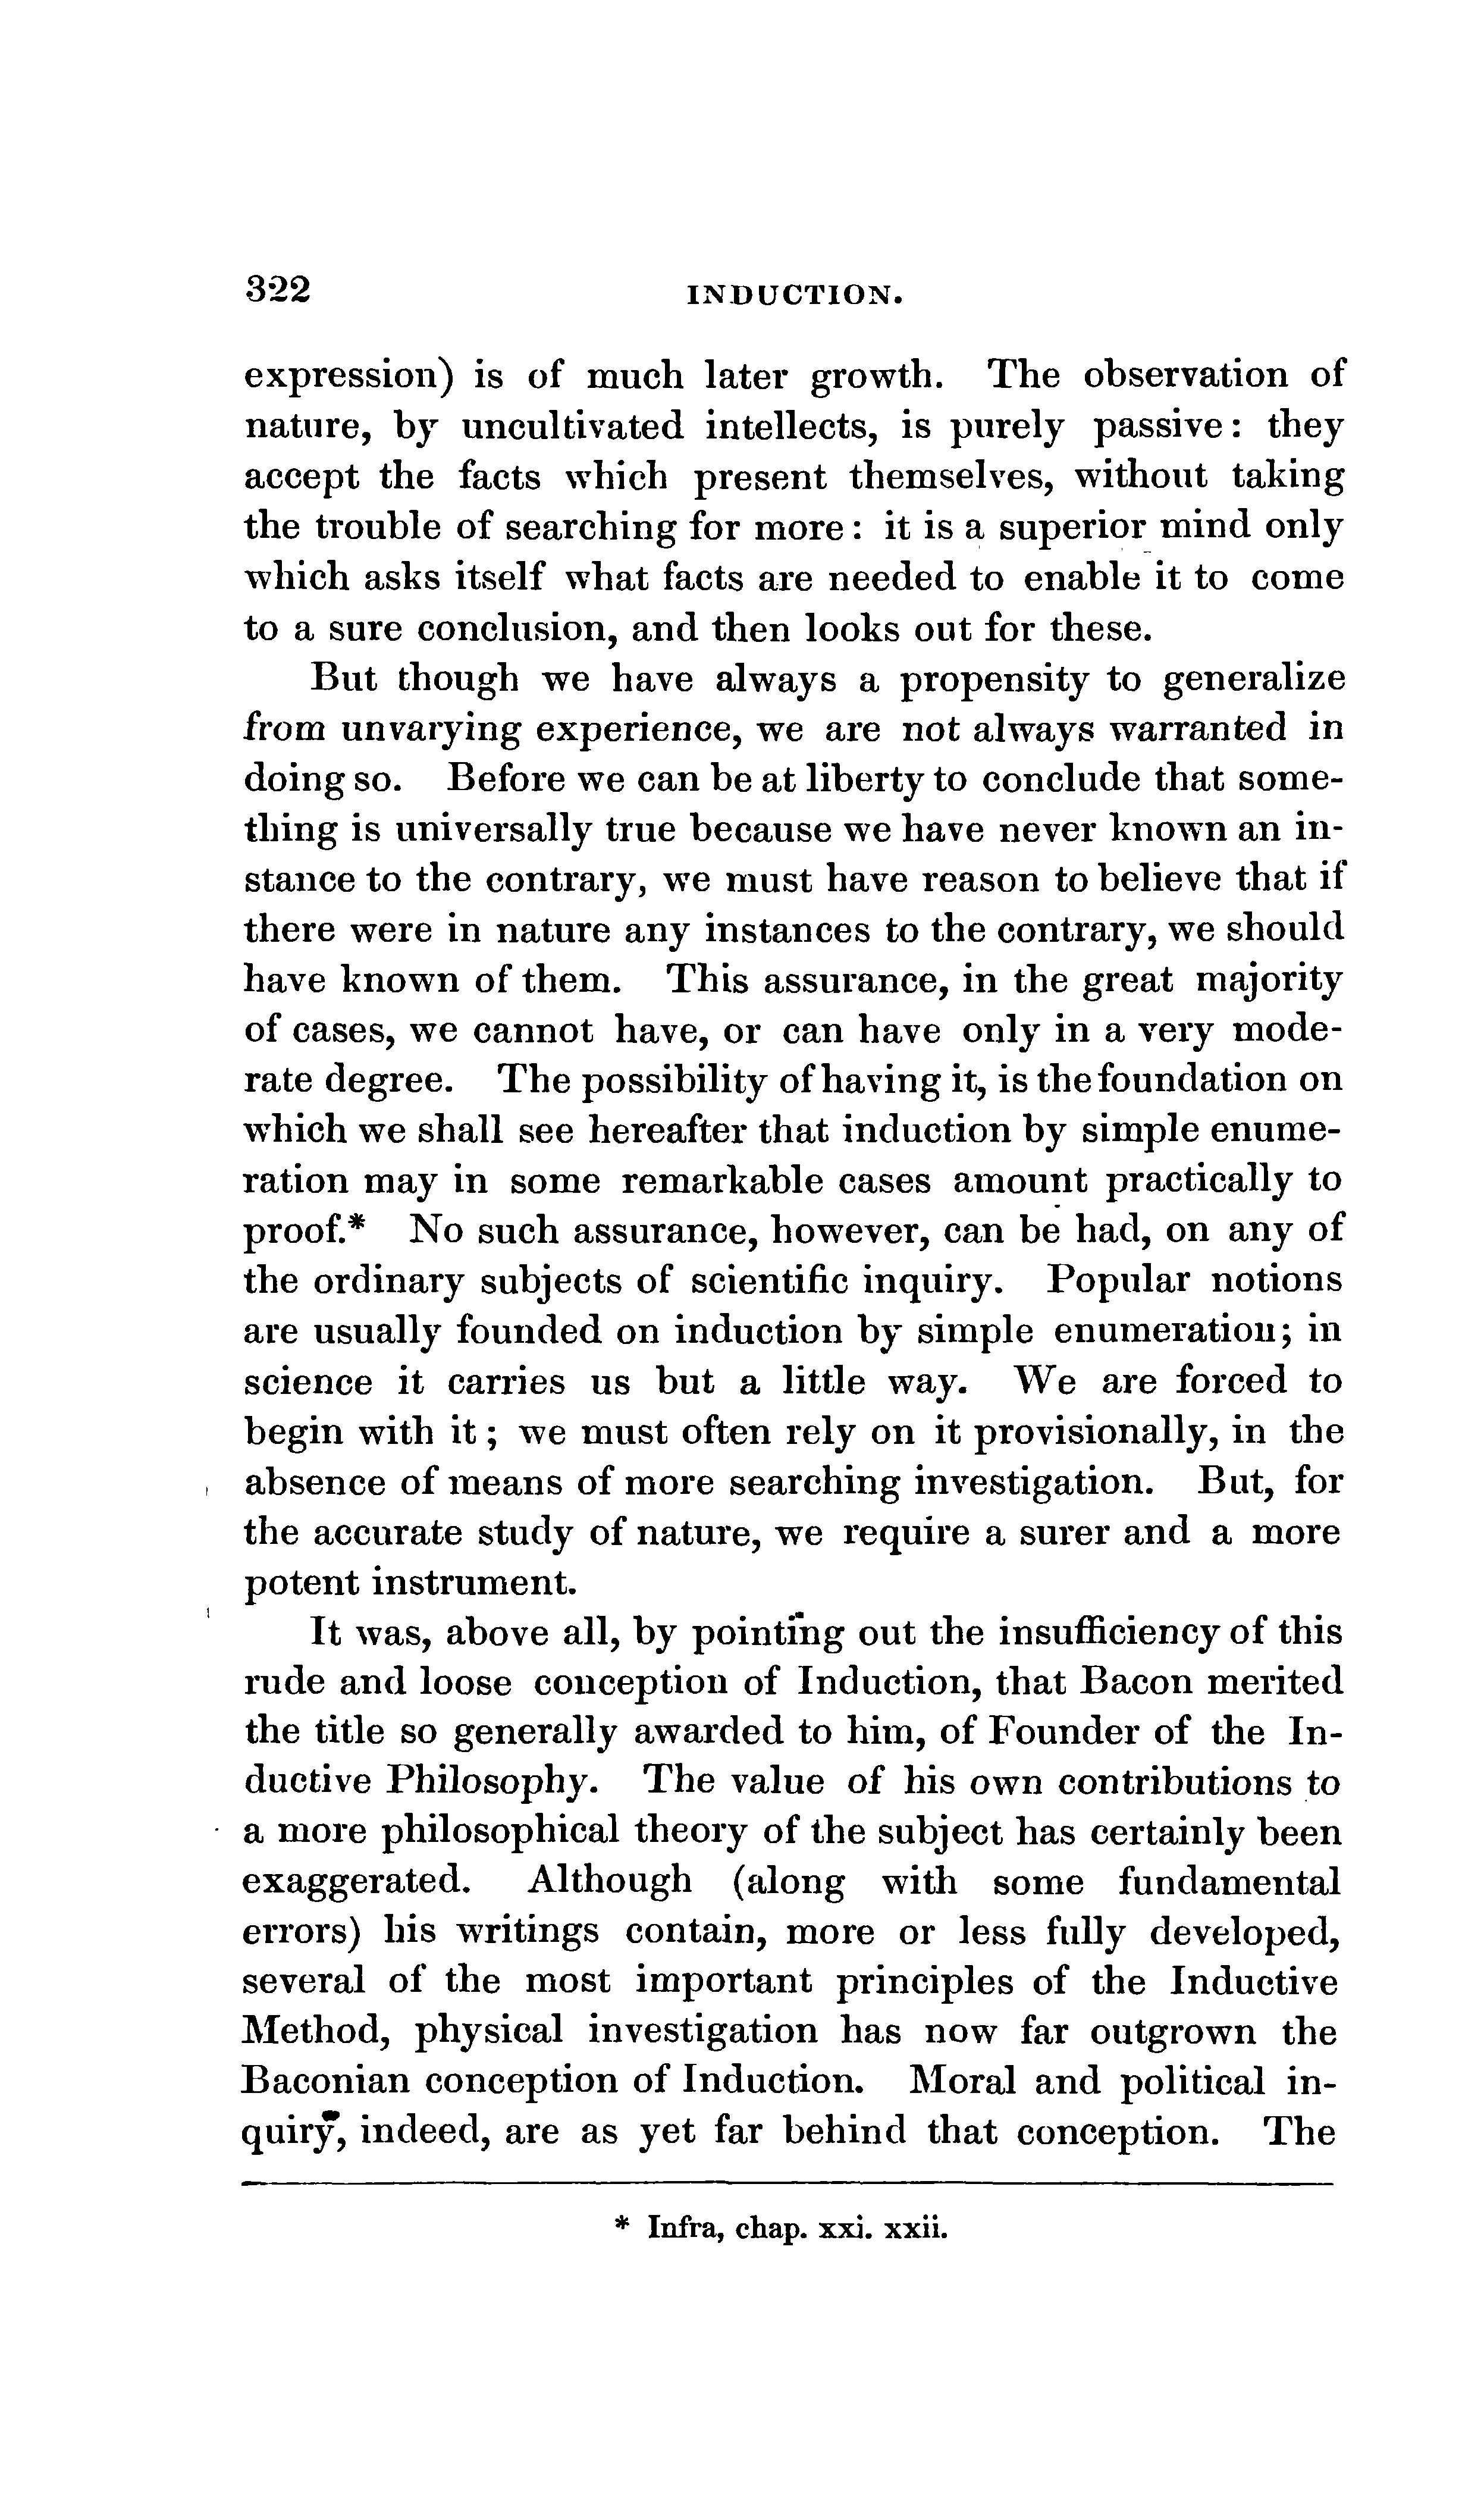 322 INDUCTION.
expression) is of much later growth. The observation of
nature, by uncultivated intellects, is purely passive: they
accept the facts which present themselves, without taking
the trouble of searching for more: it is a superior mind only
which asks itself what facts are needed to enable it to come
to a sure conclusion, and then looks out for these.
But though we have always a propensity to generalize
from unvarying experience, we are not always warranted in
doing so. Before we can be at liberty to conclude that some-
thing is universally true because we have never known an in-
stance to the contrary, we must have reason to believe that if
there were in nature any instances to the contrary, we should
have known of them. This assurance, in the great majority
of cases, we cannot have, or can have only in a very mode-
rate degree. The possibility of having it, is the foundation on
which we shall see hereafter that induction by simple enume-
ration may in some remarkable cases amount practically to
proof.* No such assurance, however, can be had, on any of
the ordinary subjects of scientific inquiry. Popular notions
are usually founded on induction by simple enumeration; in
science it carries us but a little way. We are forced to
begin with it; we must often rely on it provisionally, in the
absence of means of more searching investigation. But, for
the accurate study of nature, we require a surer and a more
potent instrument.
It was, above all, by pointing out the insufficiency of this
rude and loose conception of Induction, that Bacon merited
the title so generally awarded to him, of Founder of the In-
ductive Philosophy. The value of his own contributions to
a more philosophical theory of the subject has certainly been
exaggerated. Although (along with some fundamental
errors) his writings contain, more or less fully developed,
several of the most important principles of the Inductive
Method, physical investigation has now far outgrown the
Baconian conception of Induction. Moral and political in-
quiry, indeed, are as yet far behind that conception. The
* Infra, chap. xxi. xxii.